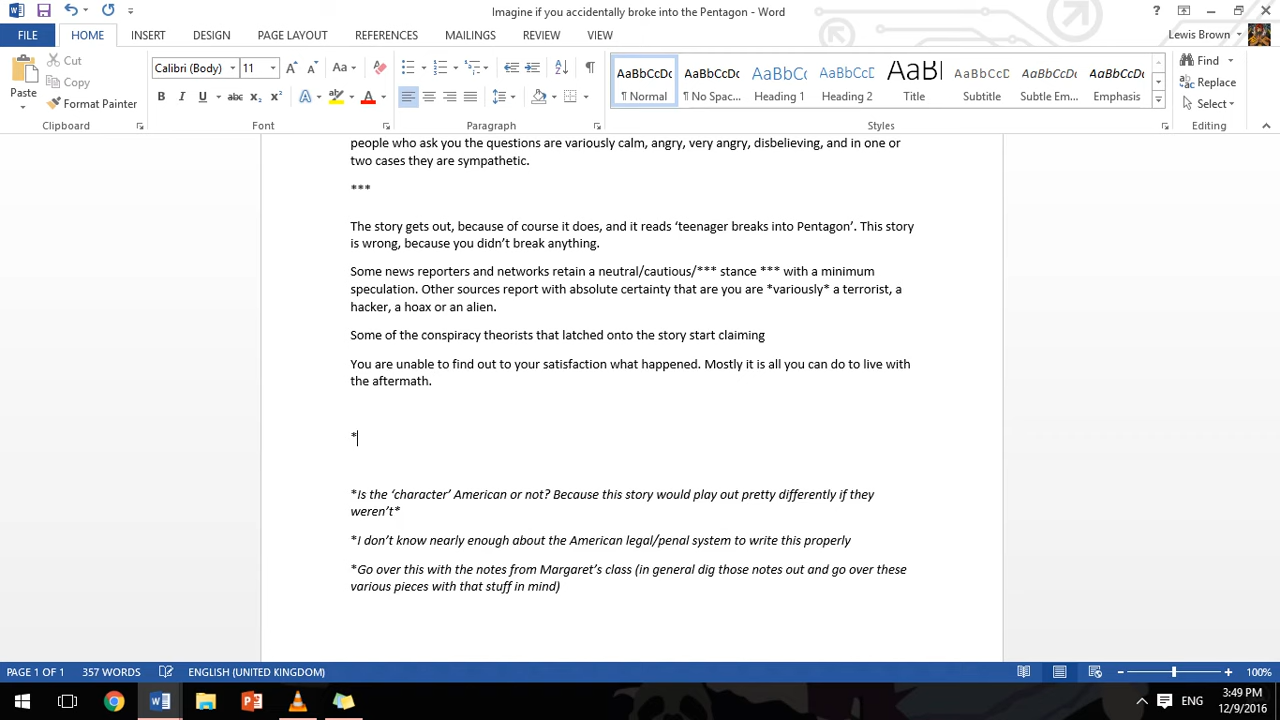 Imagine if you accidentally broke into the Pentagon - Word
FILE HOME INSERT DESIGN PAGE LAYOUT REFERENCES MAILINGS REVIEW VIEW Lewis Brown
Cut
Copy
Format Painter
Paste
Clipboard
Calibri (Body) 11
Font
Paragraph
AaBbCcDc AaBbCcDc AaBbCc AaBbCcC AaBl AaBbCcC AaBbCcDc AaBbCcDc
¶ Normal ¶ No Spac... Heading 1 Heading 2 Title Subtitle Subtle Em... Emphasis
Styles
Find
Replace
Select
Editing
people who ask you the questions are variously calm, angry, very angry, disbelieving, and in one or
two cases they are sympathetic.
***
The story gets out, because of course it does, and it reads ‘teenager breaks into Pentagon’. This story
is wrong, because you didn’t break anything.
Some news reporters and networks retain a neutral/cautious/*** stance *** with a minimum
speculation. Other sources report with absolute certainty that are you are *variously* a terrorist, a
hacker, a hoax or an alien.
Some of the conspiracy theorists that latched onto the story start claiming
You are unable to find out to your satisfaction what happened. Mostly it is all you can do to live with
the aftermath.
*
*Is the ‘character’ American or not? Because this story would play out pretty differently if they
weren’t*
*I don’t know nearly enough about the American legal/penal system to write this properly
*Go over this with the notes from Margaret’s class (in general dig those notes out and go over these
various pieces with that stuff in mind)
PAGE 1 OF 1 357 WORDS ENGLISH (UNITED KINGDOM) 100%
ENG
3:49 PM
12/9/2016